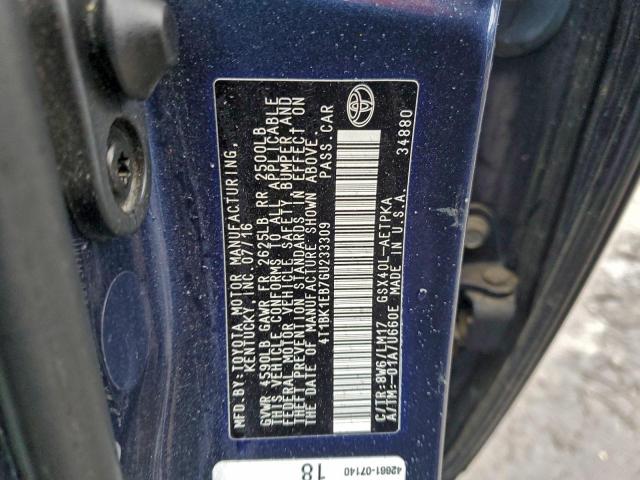 MFD.BY:TOYOTA MOTOR MANUFACTURING,
KENTUCKY,INC. 07/16
GVWR 4590LB GAWR FR 2625LB RR 2500LB
THIS VEHICLE CONFORMS TO ALL APPLICABLE
FEDERAL MOTOR VEHICLE SAFETY, BUMPER,AND
THEFT PREVENTION STANDARDS IN EFFECT ON
THE DATE OF MANUFACTURE SHOWN ABOVE.
4T1BK1EB7GU233309 PASS.CAR
34880
C/TR:8W6/LM17 GSX40L-AETPKA
A/TM:-01A/U660E MADE IN U.S.A.
42661-07140
18